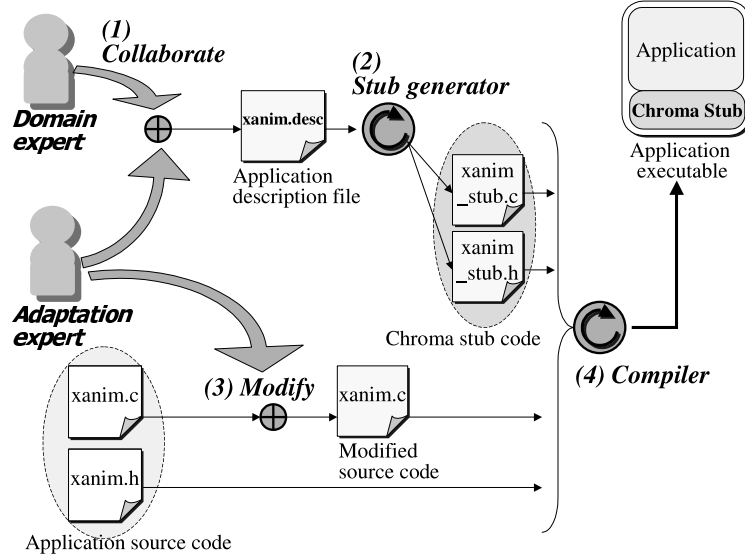 (1)
Collaborate
Domain
expert
xanim.desc
Application
description file
(2)
Stub generator
xanim
_stub.c
xanim
_stub.h
Chroma stub code
Application
Chroma Stub
Application
executable
Adaptation
expert
(3) Modify
xanim.c
xanim.c
Modified
source code
xanim.h
Application source code
(4) Compiler